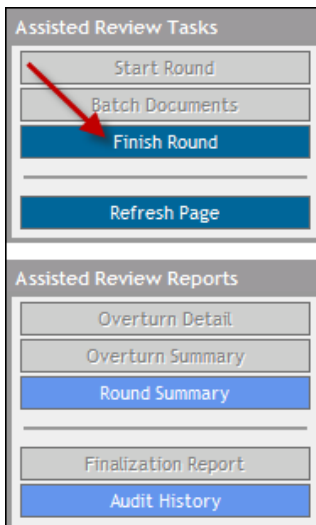 Assisted Review Tasks
Start Round
Batch Documents
Finish Round
Refresh Page
Assisted Review Reports
Overturn Detail
Overturn Summary
Round Summary
Finalization Report
Audit History